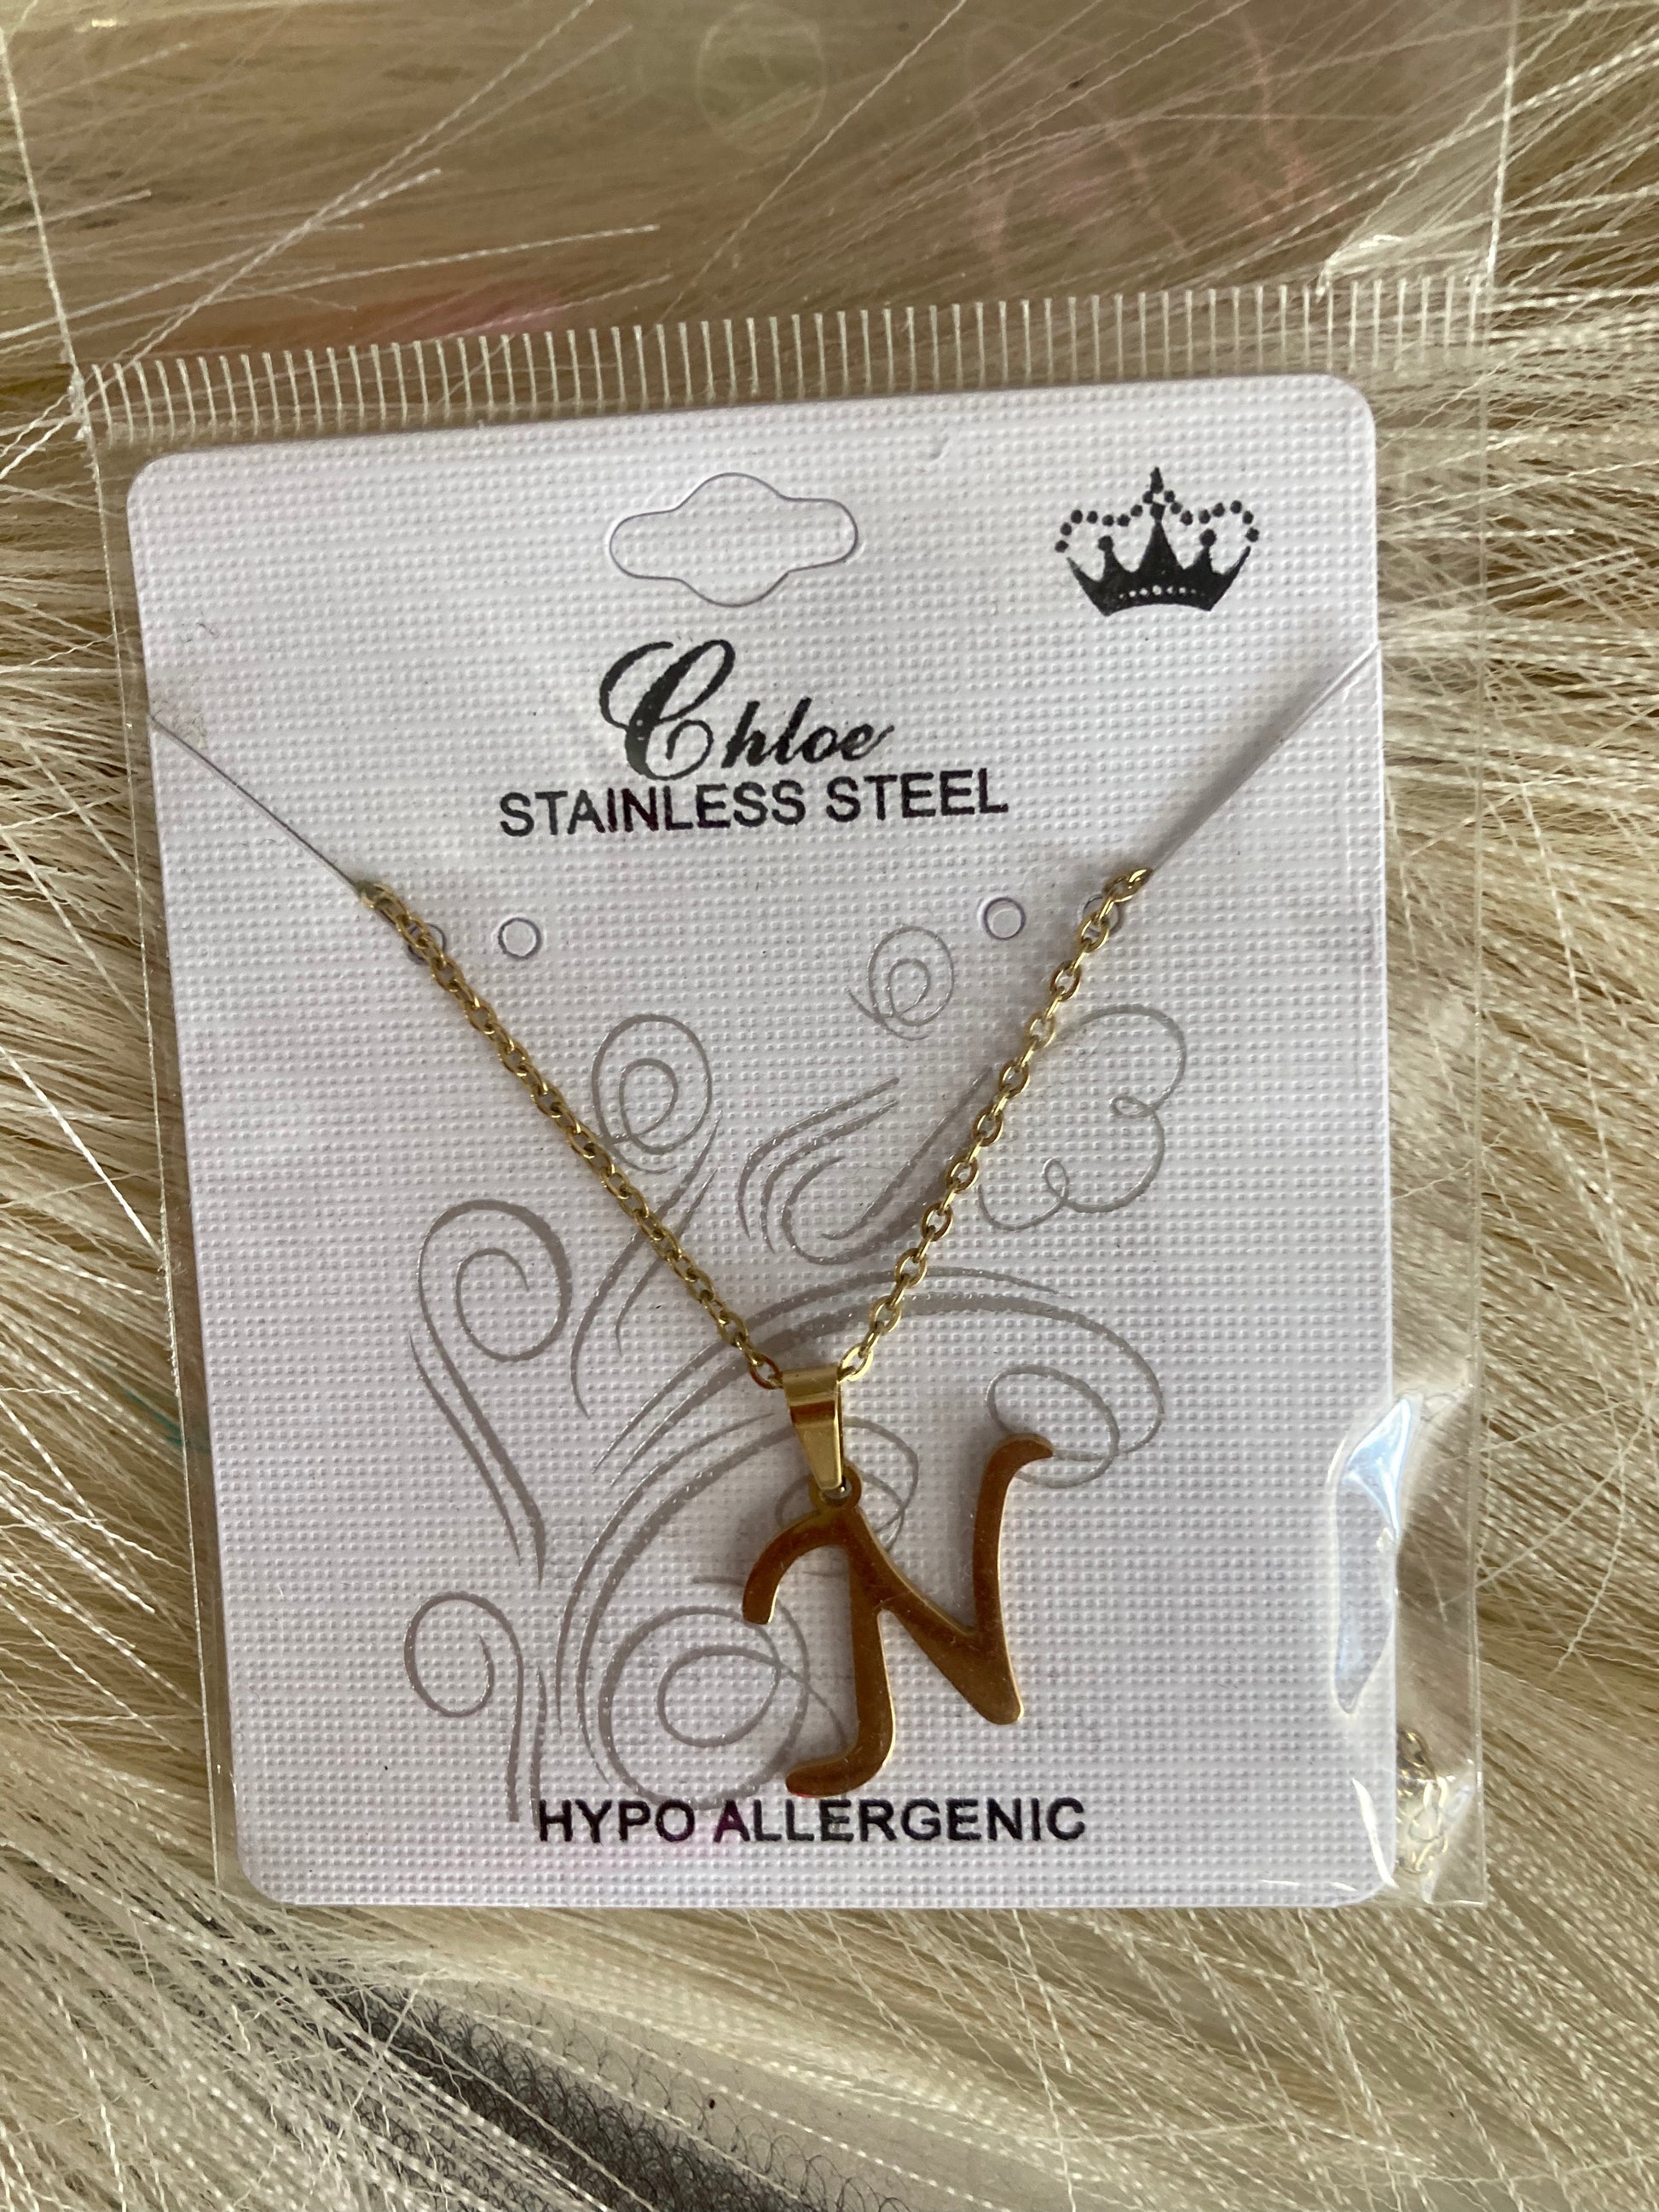 Chloe
STAINLESS STEEL
N
HYPO ALLERGENIC